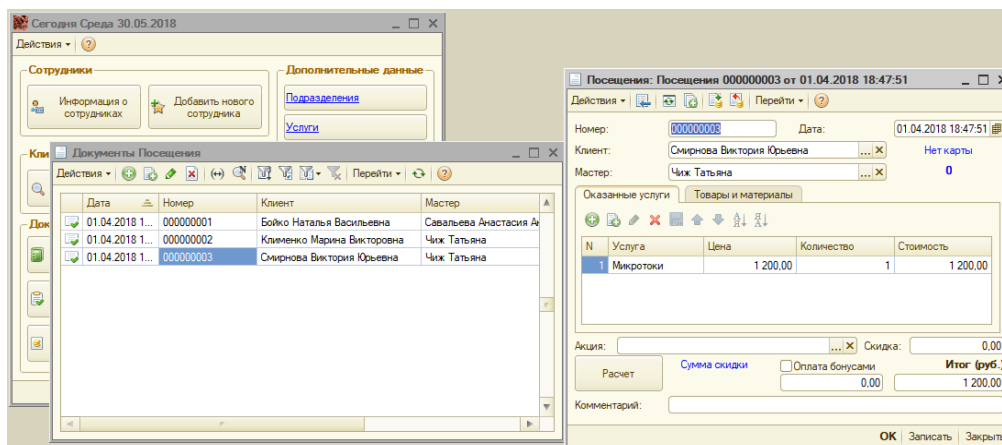 Сегодня Среда 30.05.2018
Действия
Сотрудники
Информация о сотрудниках
Добавить нового сотрудника
Дополнительные данные
Подразделения
Услуги
Документы Посещения
Действия
Перейти
Дата Номер Клиент Мастер
01.04.2018 1... 000000001 Бойко Наталья Васильевна Савальева Анастасия
01.04.2018 1... 000000002 Клименко Марина Викторовна Чиж Татьяна
01.04.2018 1... 000000003 Смирнова Виктория Юрьевна Чиж Татьяна
Посещения: Посещения 000000003 от 01.04.2018 18:47:51
Действия
Перейти
Номер: 000000003 Дата: 01.04.2018 18:47:51
Клиент: Смирнова Виктория Юрьевна ... Нет карты
Мастер: Чиж Татьяна ... 0
Оказанные услуги Товары и материалы
N Услуга Цена Количество Стоимость
1 Микротоки 1 200,00 1 1 200,00
Акция: ... Скидка: 0,00
Расчет Сумма скидки Оплата бонусами Итог (руб.)
0,00 1 200,00
Комментарий:
OK Записать Закрыть